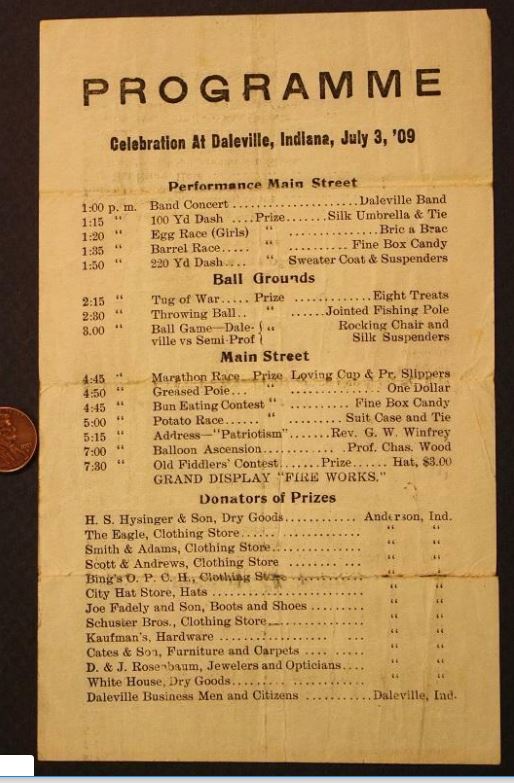 PROGRAMME
Celebration At Daleville, Indiana, July 3, '09
Performance Main Street
1:00 p. m. Band Concert ........................Daleville Band
1:15 " 100 Yd Dash ....Prize.......Silk Umbrella & Tie
1:20 " Egg Race (Girls) " ................Bric a Brac
1:35 " Barrel Race..... " .......... Fine Box Candy
1:50 " 220 Yd Dash.... " Sweater Coat & Suspenders
Ball Grounds
2:15 " Tug of War..... Prize .............Eight Treats
2:30 " Throwing Ball.. " ......Jointed Fishing Pole
3.00 " Ball Game—Dale- { " Rocking Chair and
ville vs Semi-Prof { Silk Suspenders
Main Street
4:45 " Marathon Race Prize Loving Cup & Pr. Slippers
4:50 " Greased Pole... " ................ One Dollar
4:45 " Bun Eating Contest " .......... Fine Box Candy
5:00 " Potato Race...... " .......... Suit Case and Tie
5:15 " Address—"Patriotism".......Rev. G. W. Winfrey
7:00 " Balloon Ascension............. .Prof. Chas. Wood
7:30 " Old Fiddlers' Contest.......Prize...... Hat, $3.00
GRAND DISPLAY "FIRE WORKS."
Donators of Prizes
H. S. Hysinger & Son, Dry Goods........... Anderson, Ind.
The Eagle, Clothing Store.................... " "
Smith & Adams, Clothing Store............... " "
Scott & Andrews, Clothing Store ............ " "
Bing's O. P. C. H., Clothing Store ............ " "
City Hat Store, Hats ........................ " "
Joe Fadely and Son, Boots and Shoes ......... " "
Schuster Bros., Clothing Store............... " "
Kaufman's, Hardware ....................... " "
Cates & Son, Furniture and Carpets .... ....... " "
D. & J. Rosenbaum, Jewelers and Opticians.... " "
White House, Dry Goods..................... " "
Daleville Business Men and Citizens ...........Daleville, Ind.